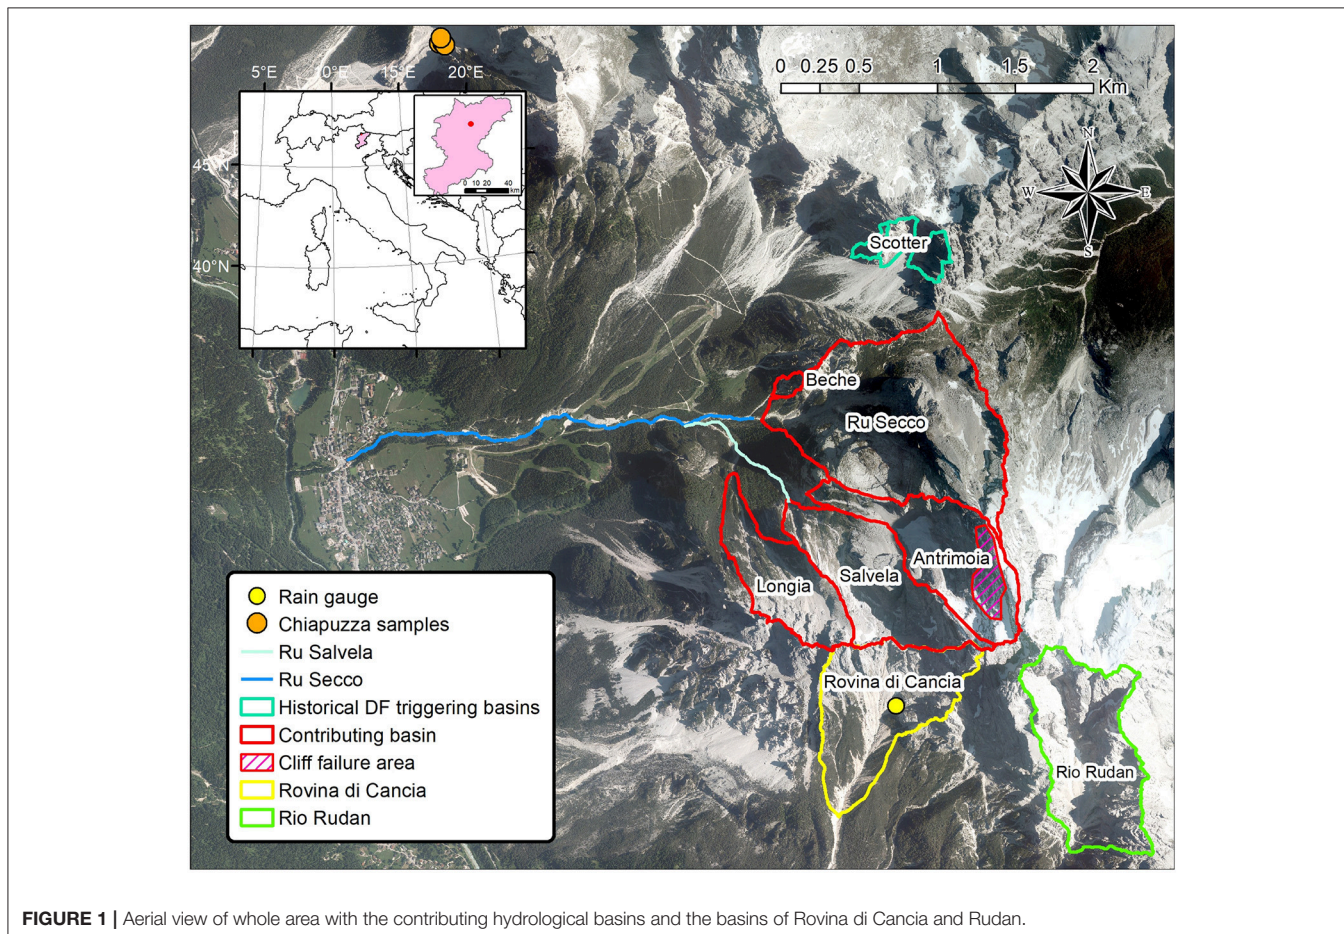 5°E 10°E 15°E 20°E
45°N
40°N
0 10 20 40
km
0 0.25 0.5 1 1.5 2
Km
N
W E
S
Scotter
Beche
Ru Secco
Antrimoia
Salvela
Longia
Rovina di Cancia
Rio Rudan
Rain gauge
Chiapuzza samples
Ru Salvela
Ru Secco
Historical DF triggering basins
Contributing basin
Cliff failure area
Rovina di Cancia
Rio Rudan
FIGURE 1 | Aerial view of whole area with the contributing hydrological basins and the basins of Rovina di Cancia and Rudan.